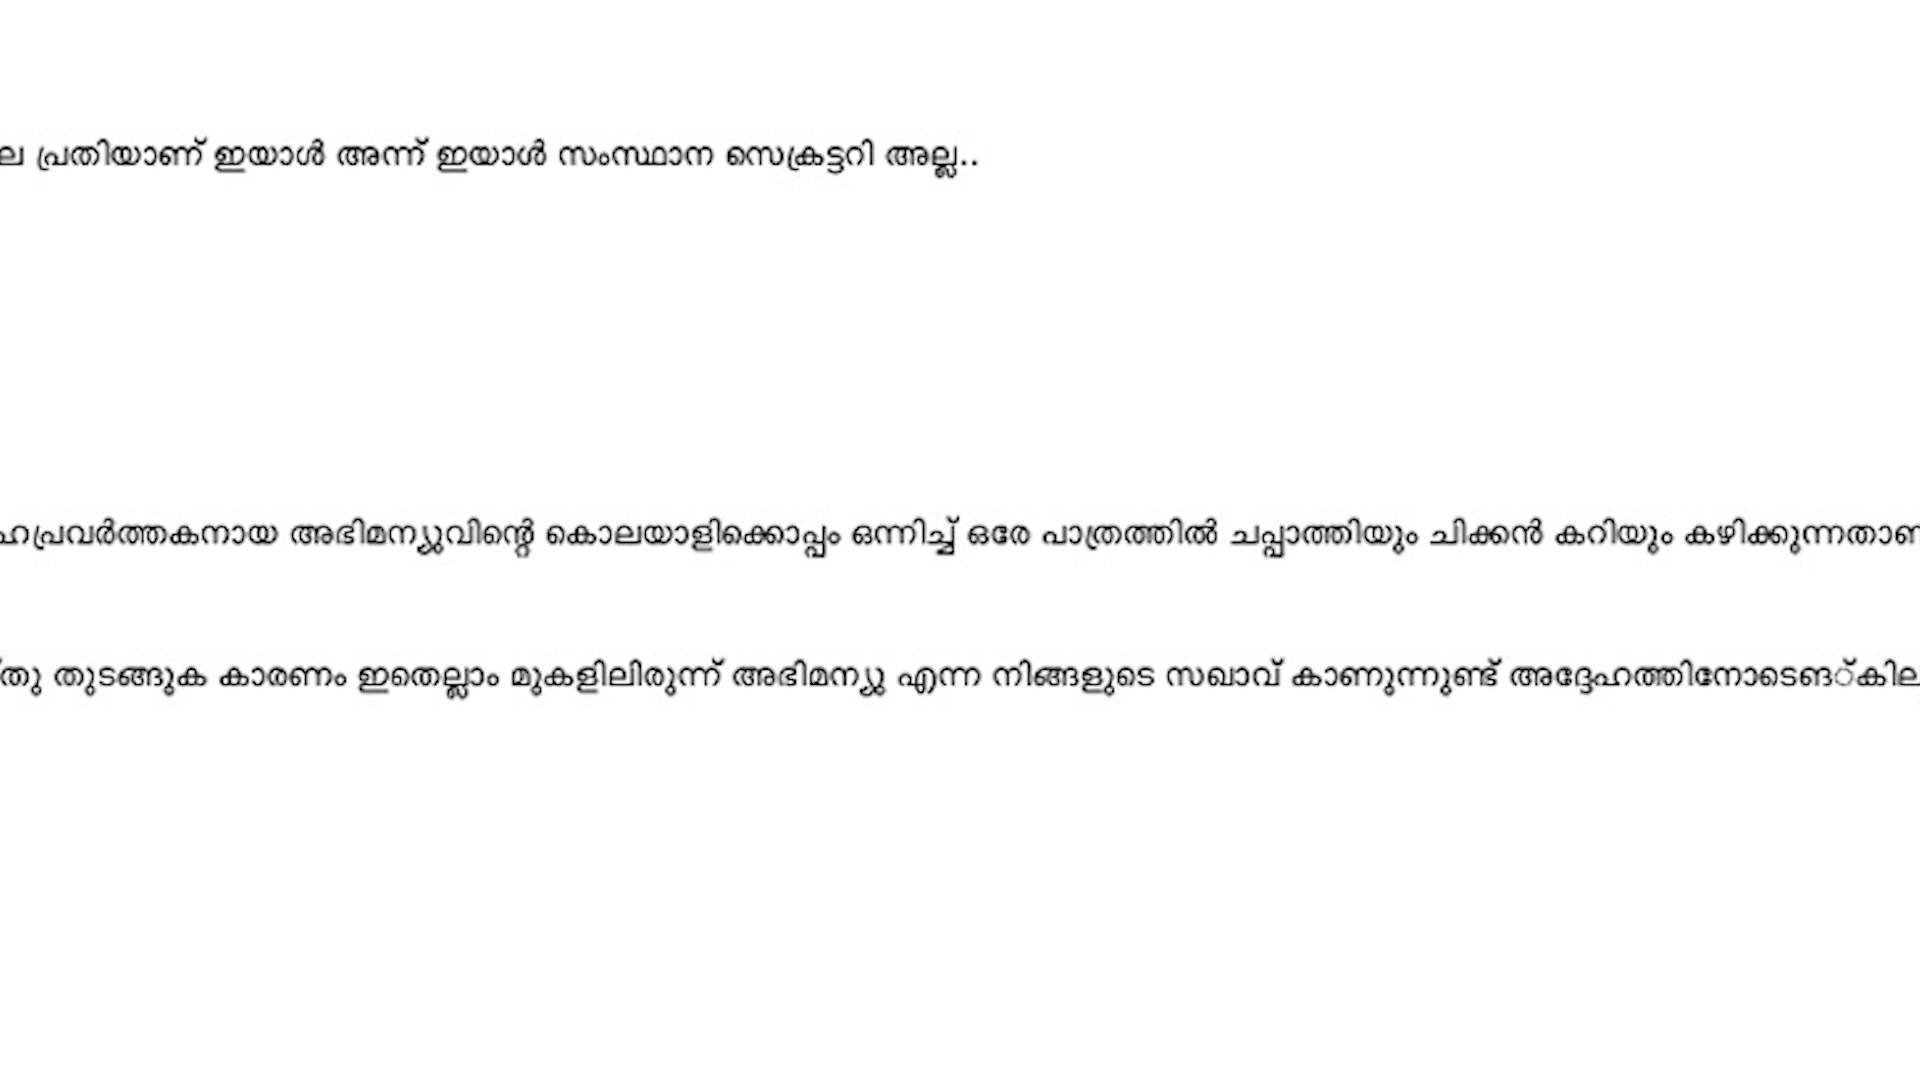 ല പ്രതിയാണ് ഇയാൾ അന്ന് ഇയാൾ സംസ്ഥാന സെക്രട്ടറി അല്ല..
ഹപ്രവർത്തകനായ അഭിമന്യുവിന്റെ കൊലയാളിക്കൊപ്പം ഒന്നിച്ച് ഒരേ പാത്രത്തിൽ ചപ്പാത്തിയും ചിക്കൻ കറിയും കഴിക്കുന്നതാണ
തു തുടങ്ങുക കാരണം ഇതെല്ലാം മുകളിലിരുന്ന് അഭിമന്യു എന്ന നിങ്ങളുടെ സഖാവ് കാണുന്നുണ്ട് അദ്ദേഹത്തിനോടെങ്‌കില